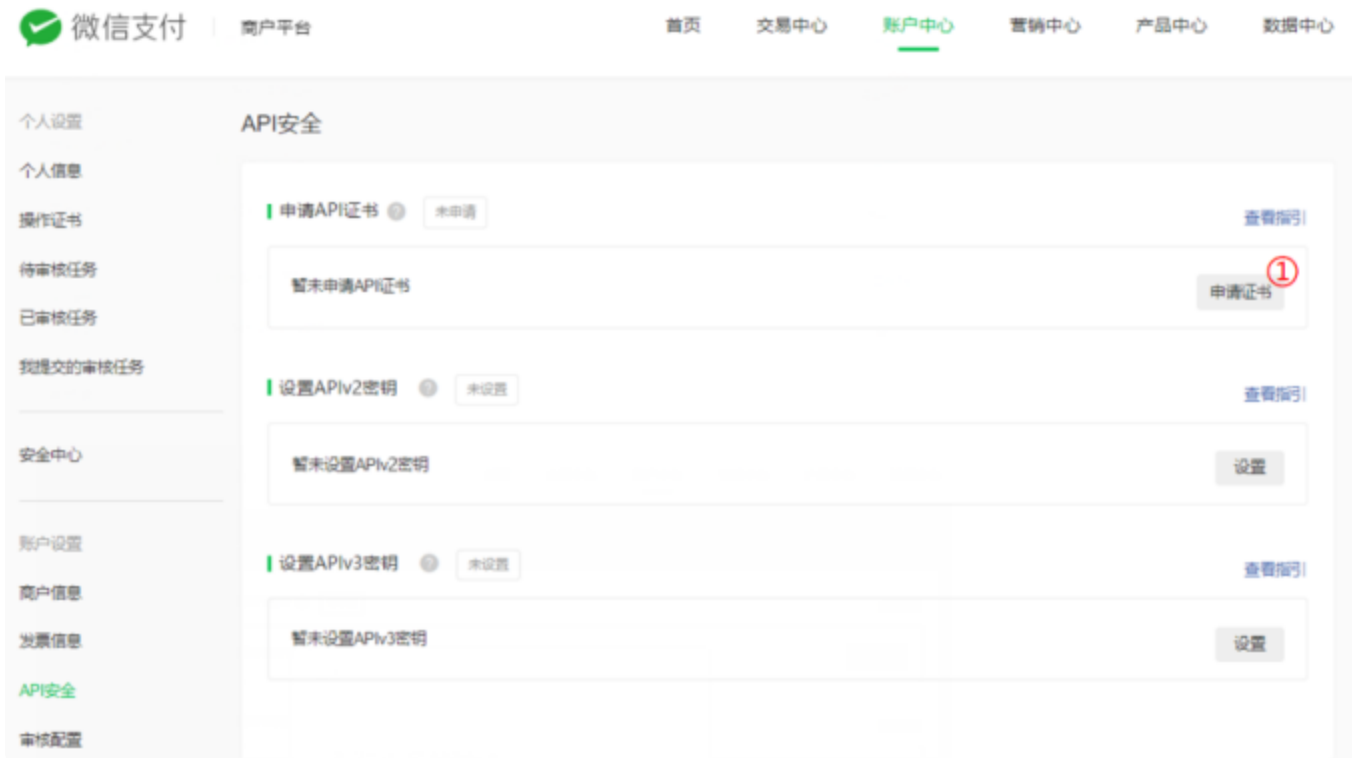 微信支付 商户平台 首页 交易中心 账户中心 营销中心 产品中心 数据中心
个人设置
个人信息
操作证书
待审核任务
已审核任务
我提交的审核任务
安全中心
账户设置
商户信息
发票信息
API安全
审核配置
API安全
申请API证书 ? 未申请 查看指引
暂未申请API证书 申请证书 ①
设置APIv2密钥 ? 未设置 查看指引
暂未设置APIv2密钥 设置
设置APIv3密钥 ? 未设置 查看指引
暂未设置APIv3密钥 设置